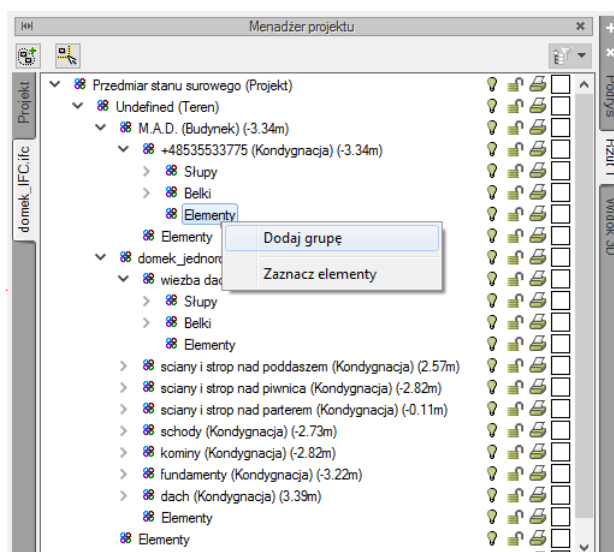 Menadżer projektu
Projekt
domek_IFC.ifc
Przedmiar stanu surowego (Projekt)
Undefined (Teren)
M.A.D. (Budynek) (-3.34m)
+48535533775 (Kondygnacja) (-3.34m)
Słupy
Belki
Elementy
Dodaj grupę
Zaznacz elementy
Elementy
domek_jednoro
wiezba dac
Słupy
Belki
Elementy
sciany i strop nad poddaszem (Kondygnacja) (2.57m)
sciany i strop nad piwnica (Kondygnacja) (-2.82m)
sciany i strop nad parterem (Kondygnacja) (-0.11m)
schody (Kondygnacja) (-2.73m)
kominy (Kondygnacja) (-2.82m)
fundamenty (Kondygnacja) (-3.22m)
dach (Kondygnacja) (3.39m)
Elementy
Elementy
Widok 3D